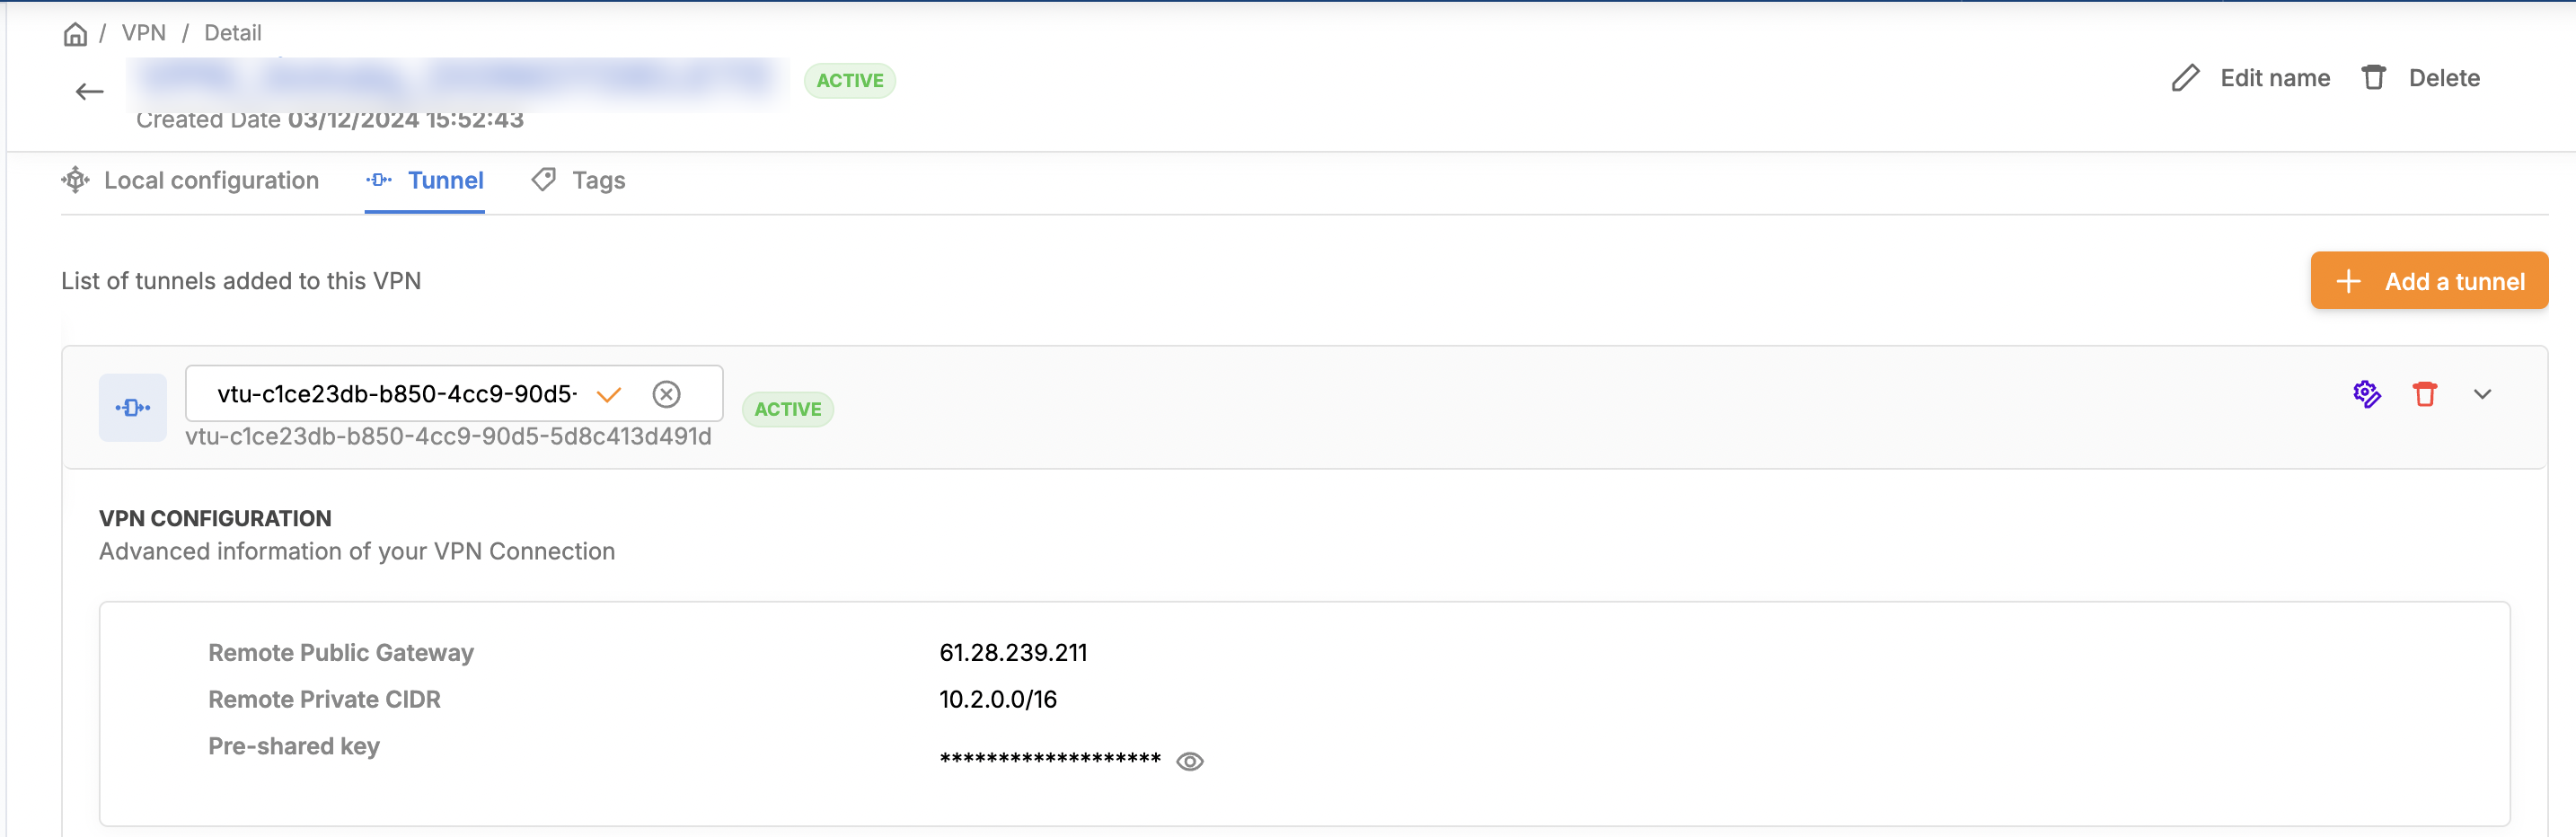 / VPN / Detail
ACTIVE
Edit name
Delete
Created Date 03/12/2024 15:52:43
Local configuration
Tunnel
Tags
List of tunnels added to this VPN
Add a tunnel
vtu-c1ce23db-b850-4cc9-90d5-
vtu-c1ce23db-b850-4cc9-90d5-5d8c413d491d
ACTIVE
VPN CONFIGURATION
Advanced information of your VPN Connection
Remote Public Gateway
61.28.239.211
Remote Private CIDR
10.2.0.0/16
Pre-shared key
*******************